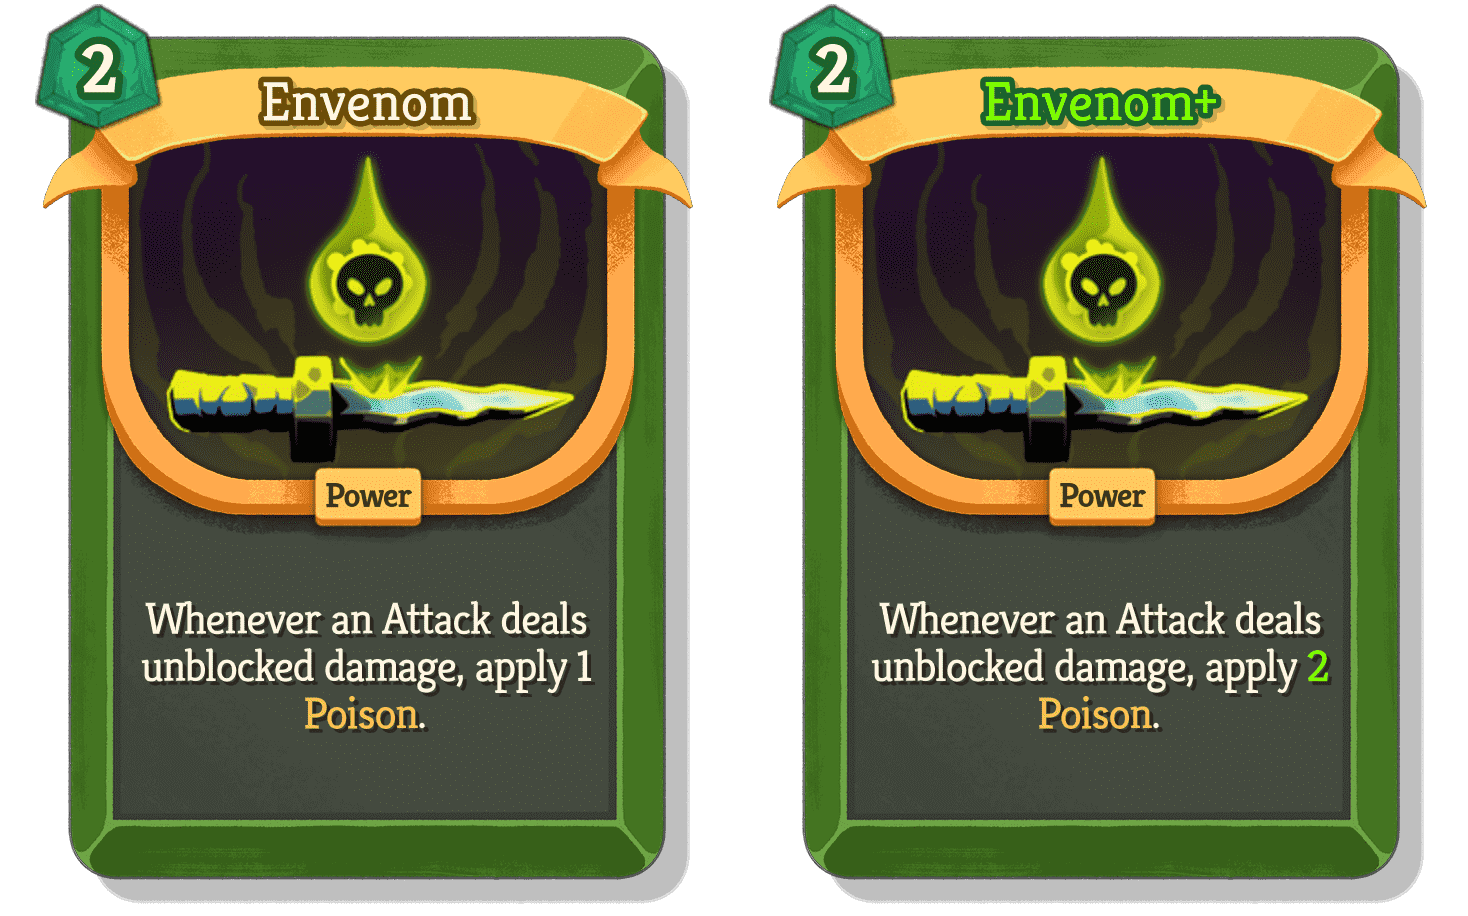 2
Envenom
Power
Whenever an Attack deals
unblocked damage, apply 1
Poison.
2
Envenom+
Power
Whenever an Attack deals
unblocked damage, apply 2
Poison.